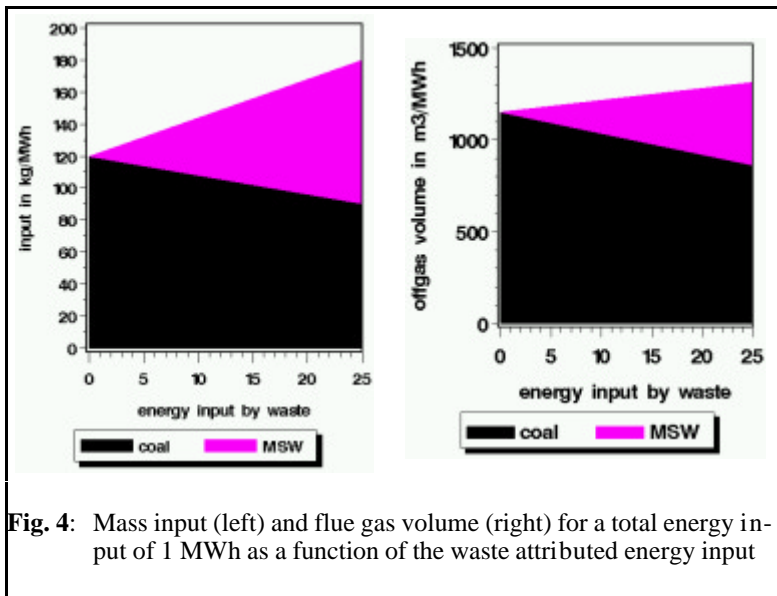 200
180
160
140
120
100
80
60
40
20
0
input in kg/MWh
0 5 10 15 20 25
energy input by waste
coal MSW
1500
1000
500
0
offgas volume in m3/MWh
0 5 10 15 20 25
energy input by waste
coal MSW
Fig. 4: Mass input (left) and flue gas volume (right) for a total energy in-
put of 1 MWh as a function of the waste attributed energy input